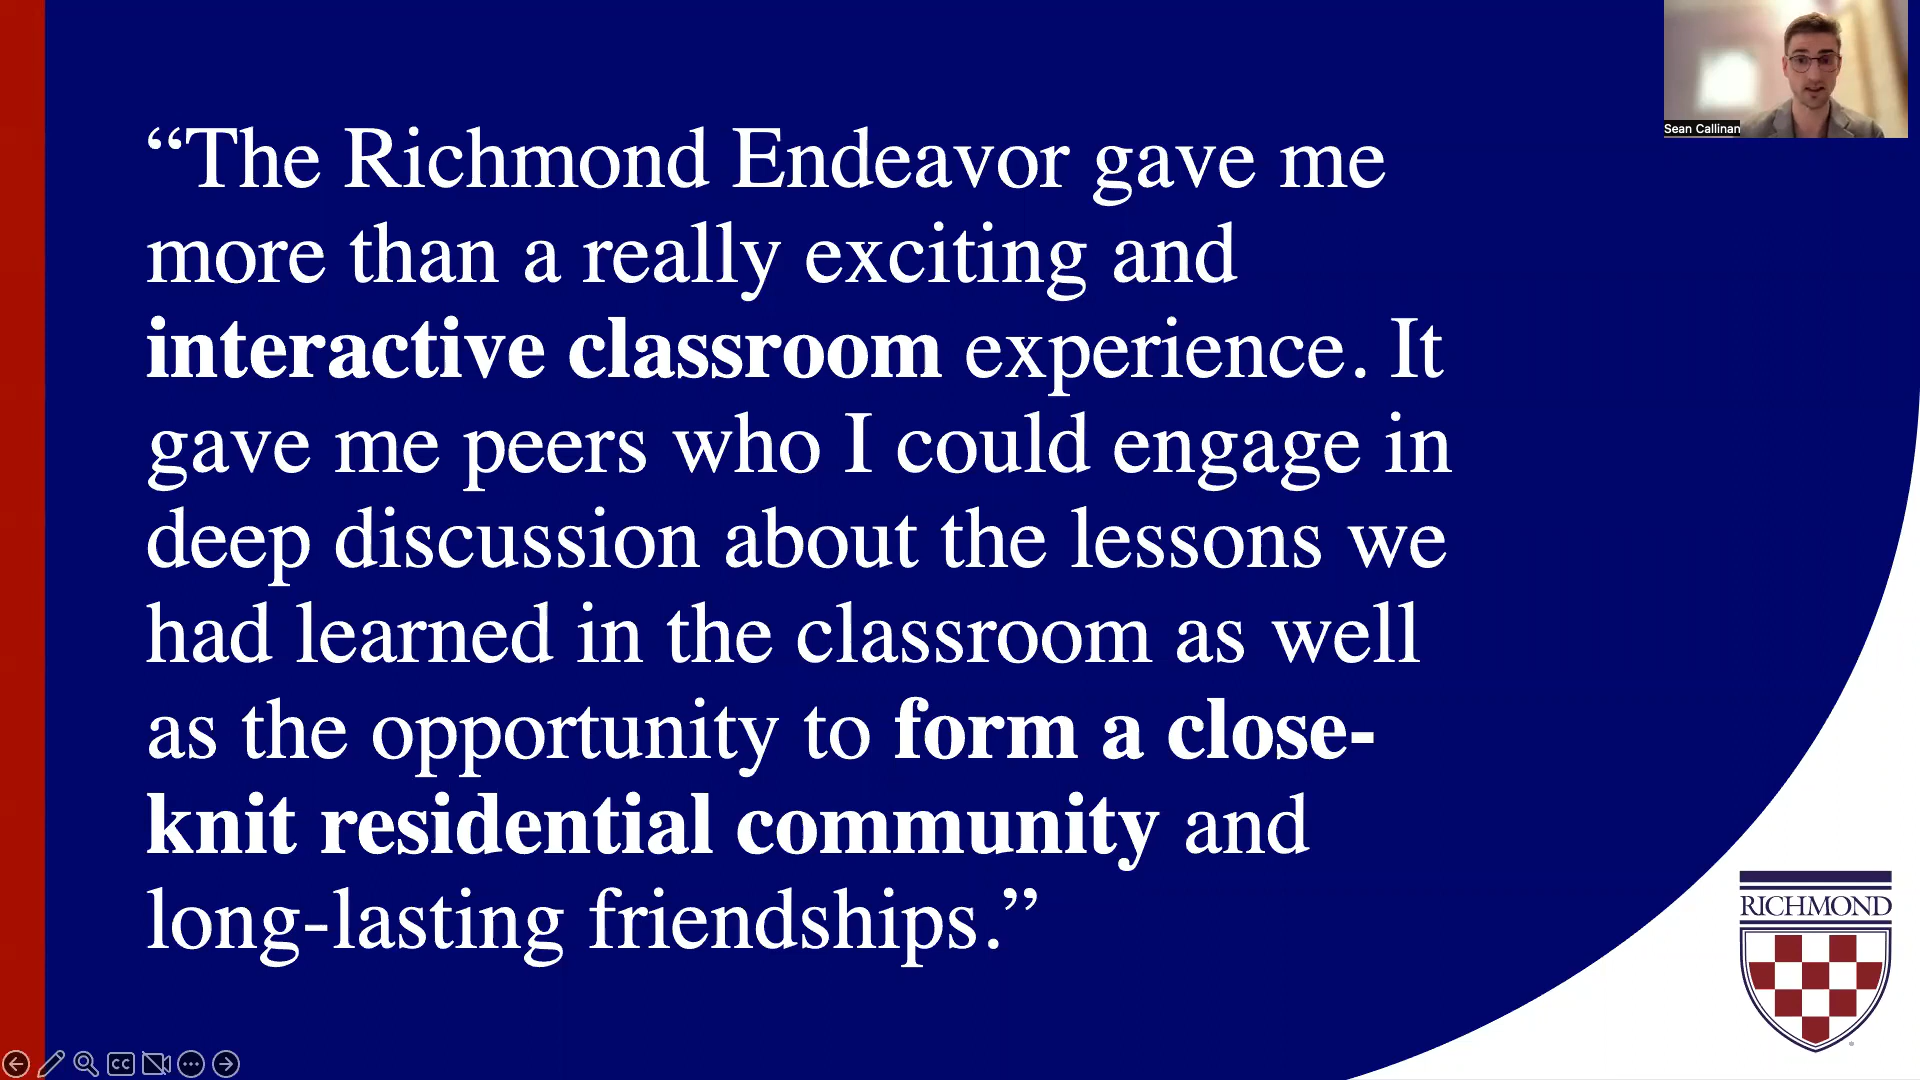 “The Richmond Endeavor gave me
more than a really exciting and
interactive classroom experience. It
gave me peers who I could engage in
deep discussion about the lessons we
had learned in the classroom as well
as the opportunity to form a close-
knit residential community and
long-lasting friendships.”
Sean Callinan
RICHMOND
CC